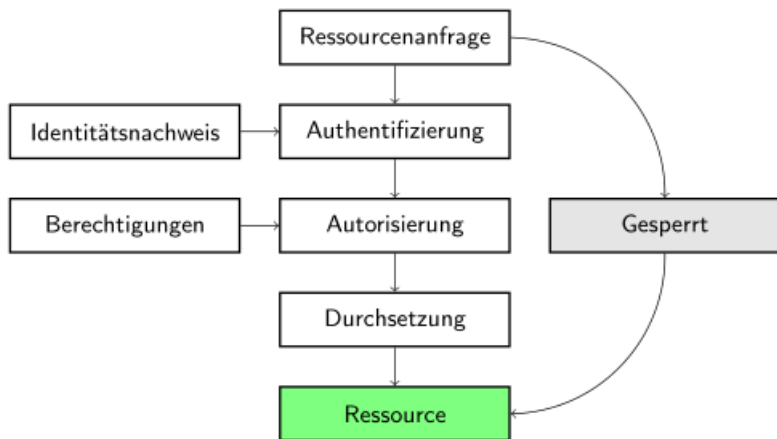 Ressourcenanfrage
Identitätsnachweis
Authentifizierung
Berechtigungen
Autorisierung
Gesperrt
Durchsetzung
Ressource